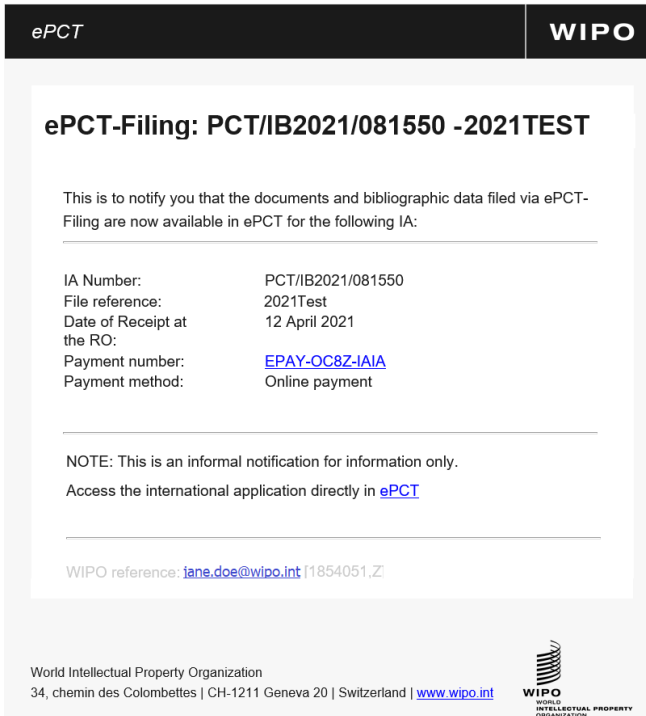 ePCT
WIPO
ePCT-Filing: PCT/IB2021/081550 -2021TEST
This is to notify you that the documents and bibliographic data filed via ePCT-
Filing are now available in ePCT for the following IA:
IA Number: PCT/IB2021/081550
File reference: 2021Test
Date of Receipt at 12 April 2021
the RO:
Payment number: EPAY-OC8Z-IAIA
Payment method: Online payment
NOTE: This is an informal notification for information only.
Access the international application directly in ePCT
WIPO reference: jane.doe@wipo.int [1854051,Z]
World Intellectual Property Organization
34, chemin des Colombettes | CH-1211 Geneva 20 | Switzerland | www.wipo.int
WIPO
WORLD
INTELLECTUAL PROPERTY
ORGANIZATION